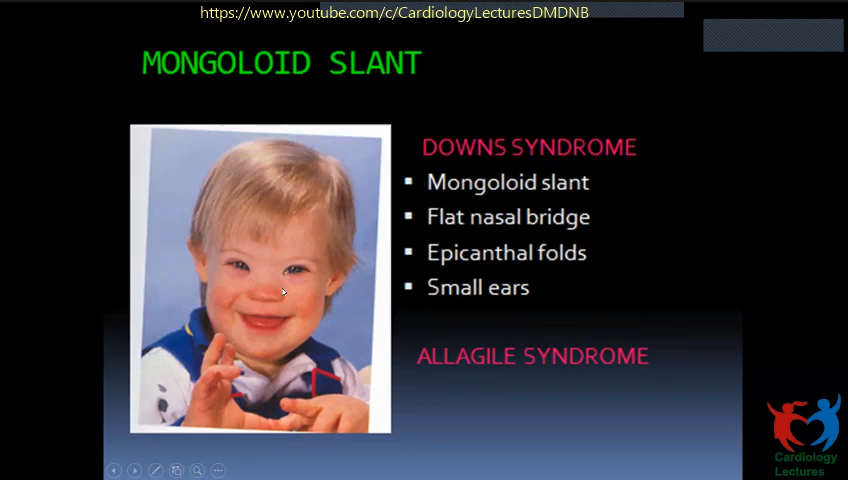 https://www.youtube.com/c/CardiologyLecturesDMDNB
MONGOLOID SLANT
DOWNS SYNDROME
▪ Mongoloid slant
▪ Flat nasal bridge
▪ Epicanthal folds
▪ Small ears
ALLAGILE SYNDROME
Cardiology
Lectures